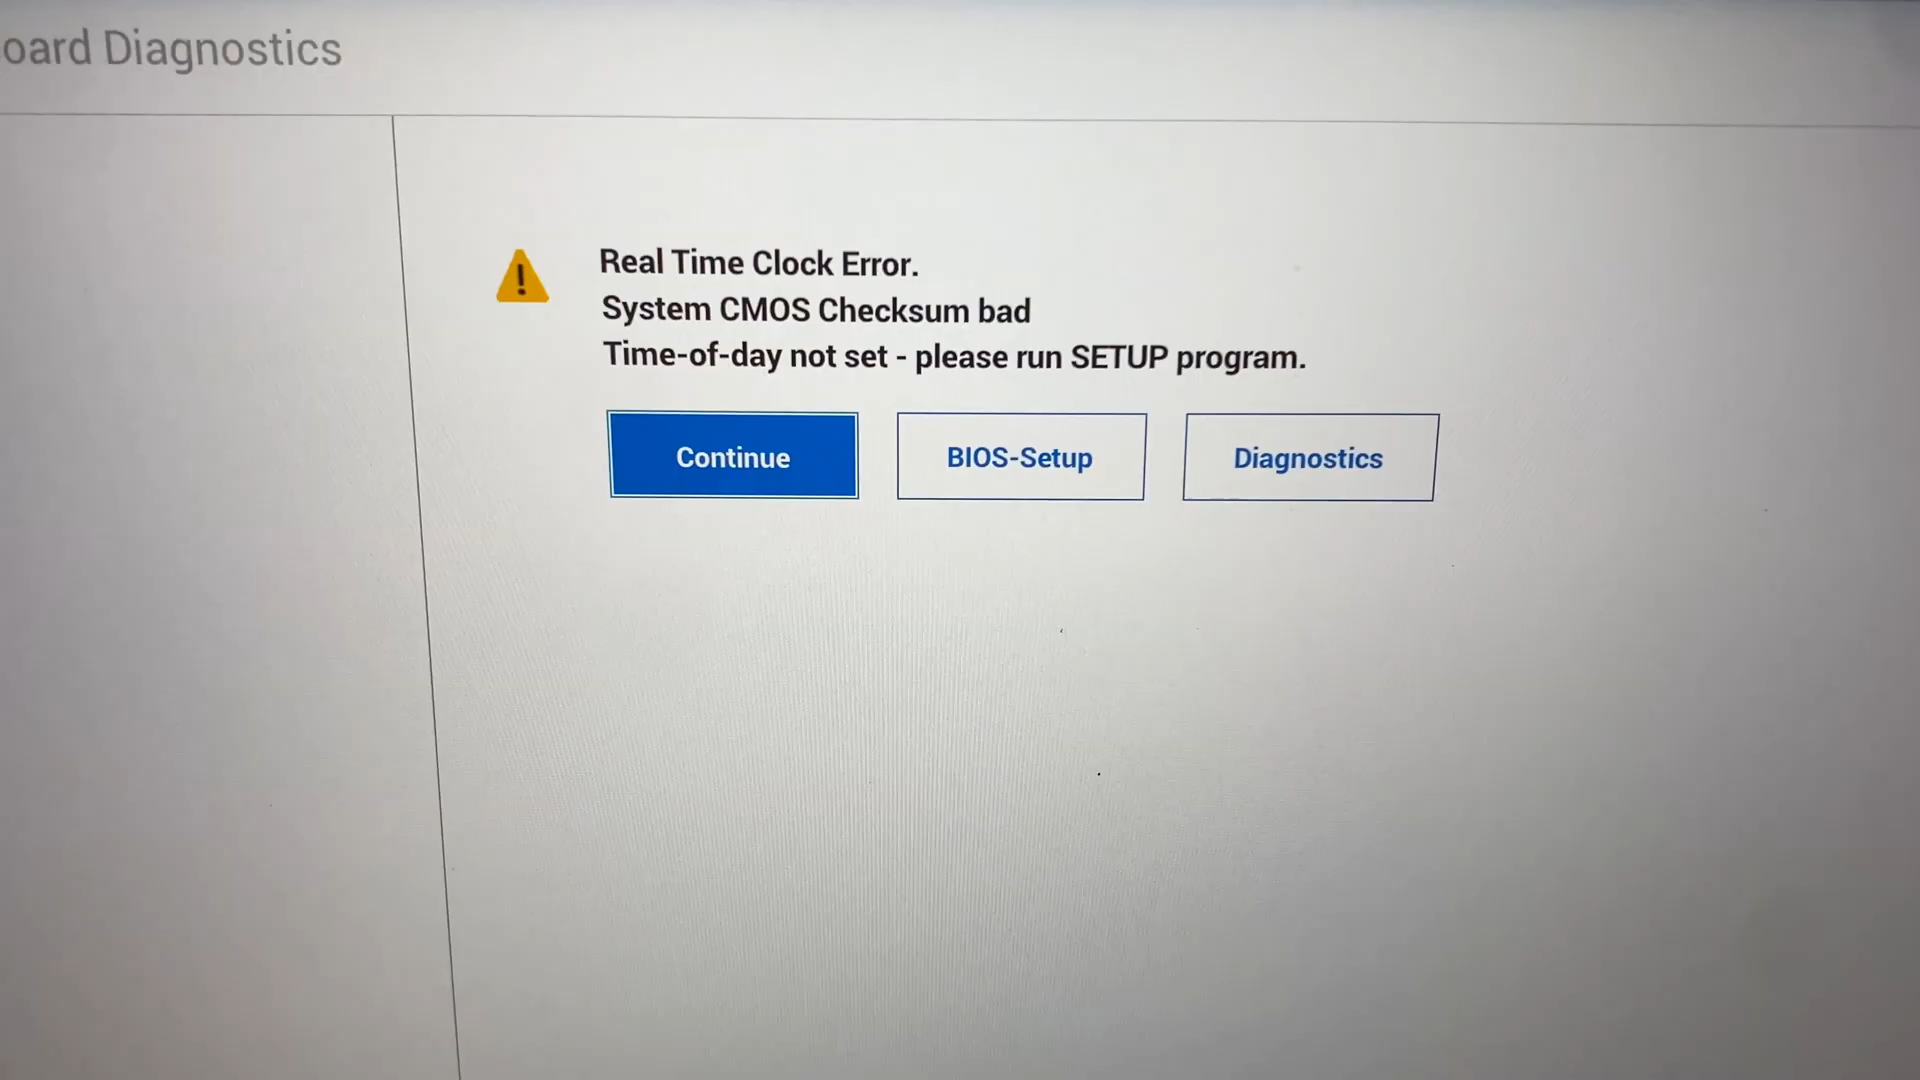 oard Diagnostics
Real Time Clock Error.
System CMOS Checksum bad
Time-of-day not set - please run SETUP program.
Continue
BIOS-Setup
Diagnostics